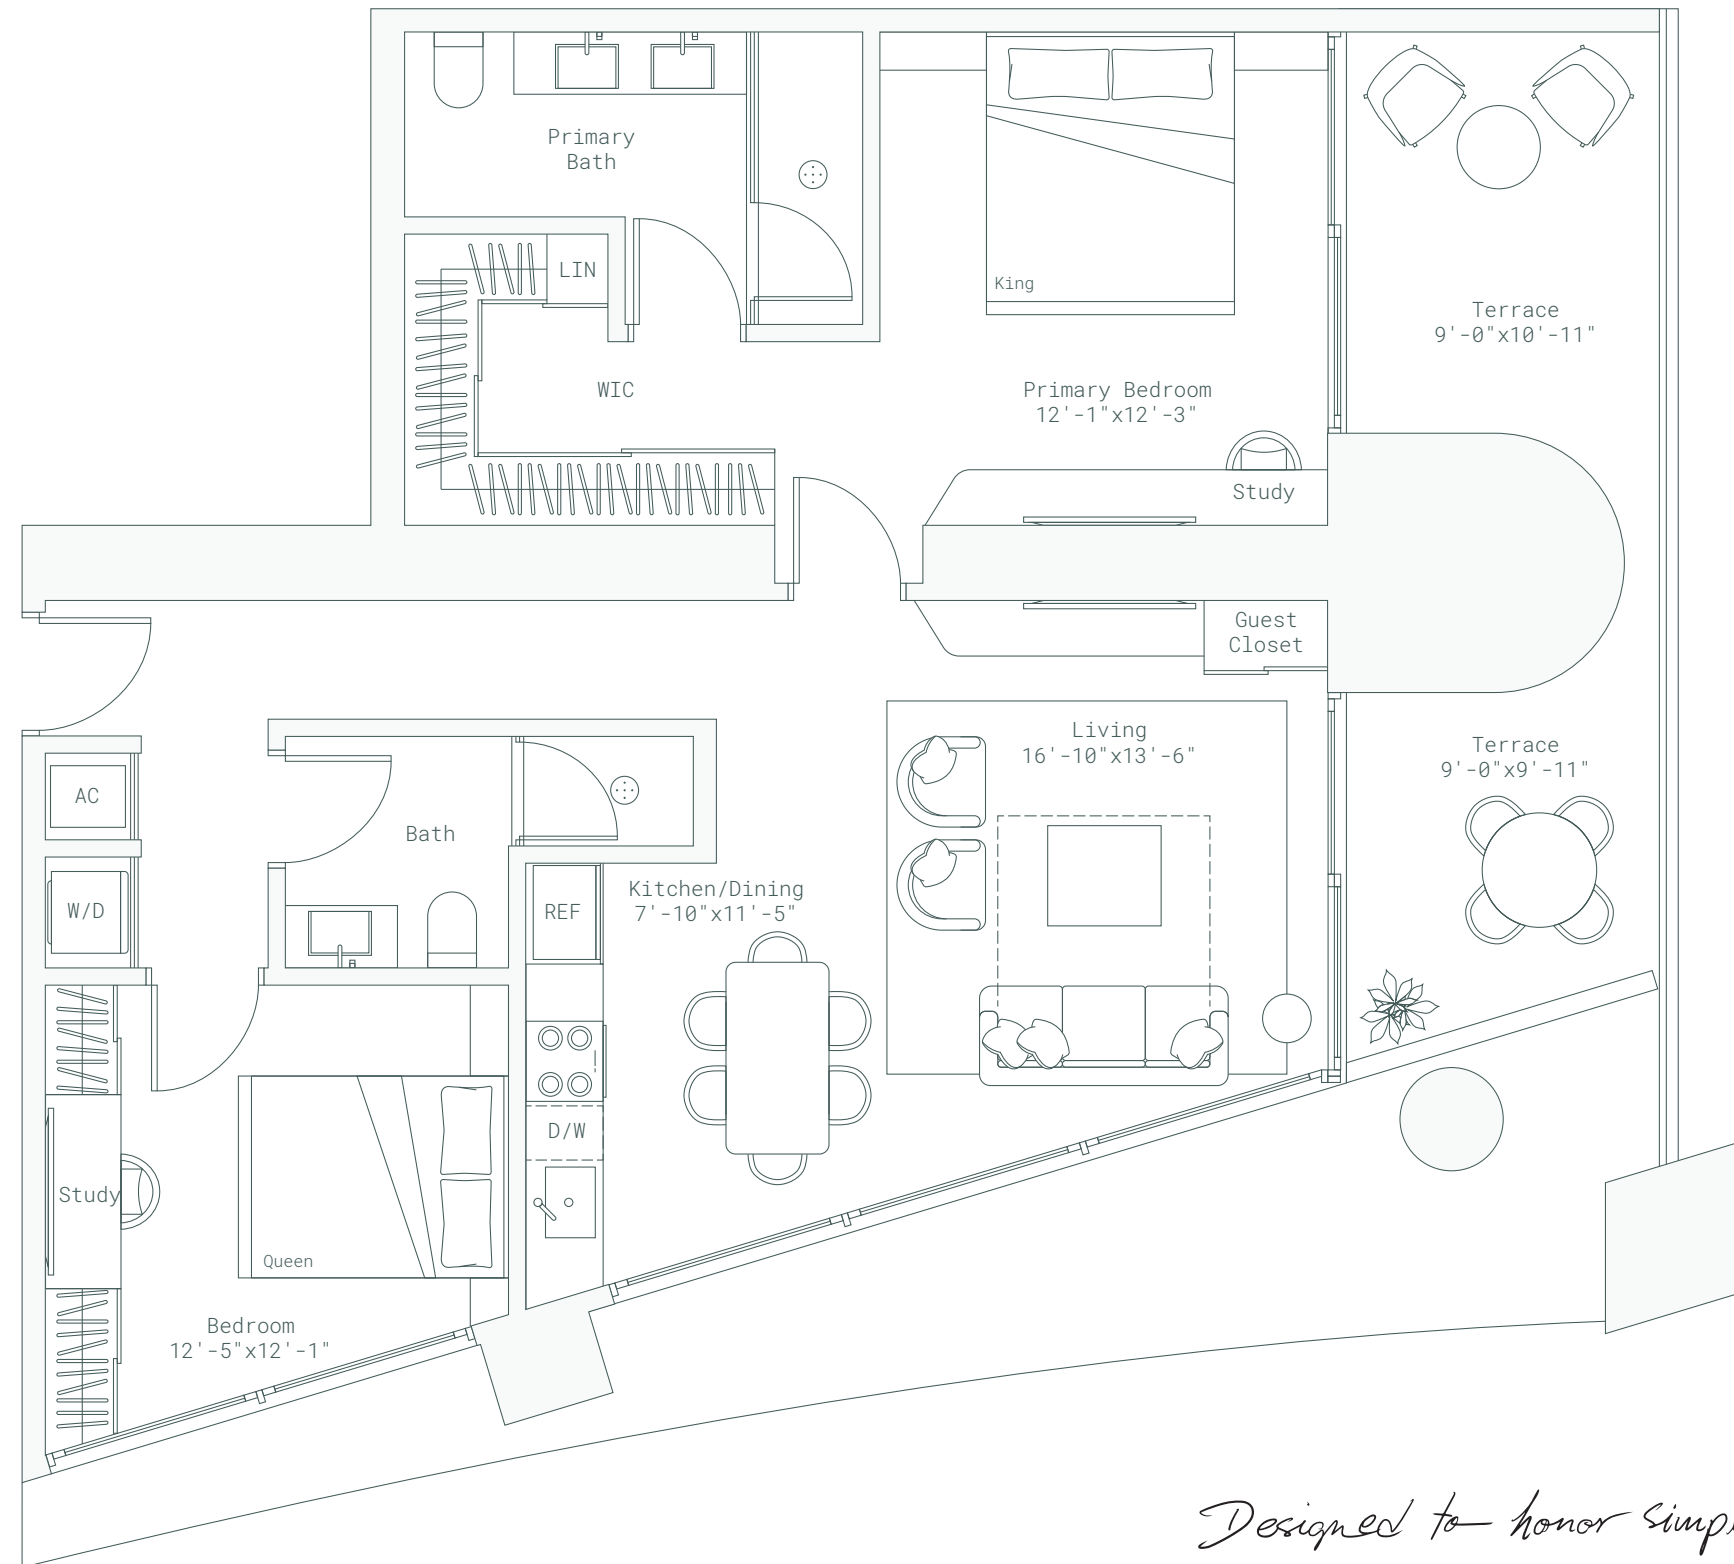 Primary
Bath
LIN
King
Terrace
9'-0"x10'-11"
WIC
Primary Bedroom
12'-1"x12'-3"
Study
Guest
Closet
Living
16'-10"x13'-6"
Terrace
9'-0"x9'-11"
AC
Bath
W/D
REF
Kitchen/Dining
7'-10"x11'-5"
D/W
Study
Queen
Bedroom
12'-5"x12'-1"
Designed to honor